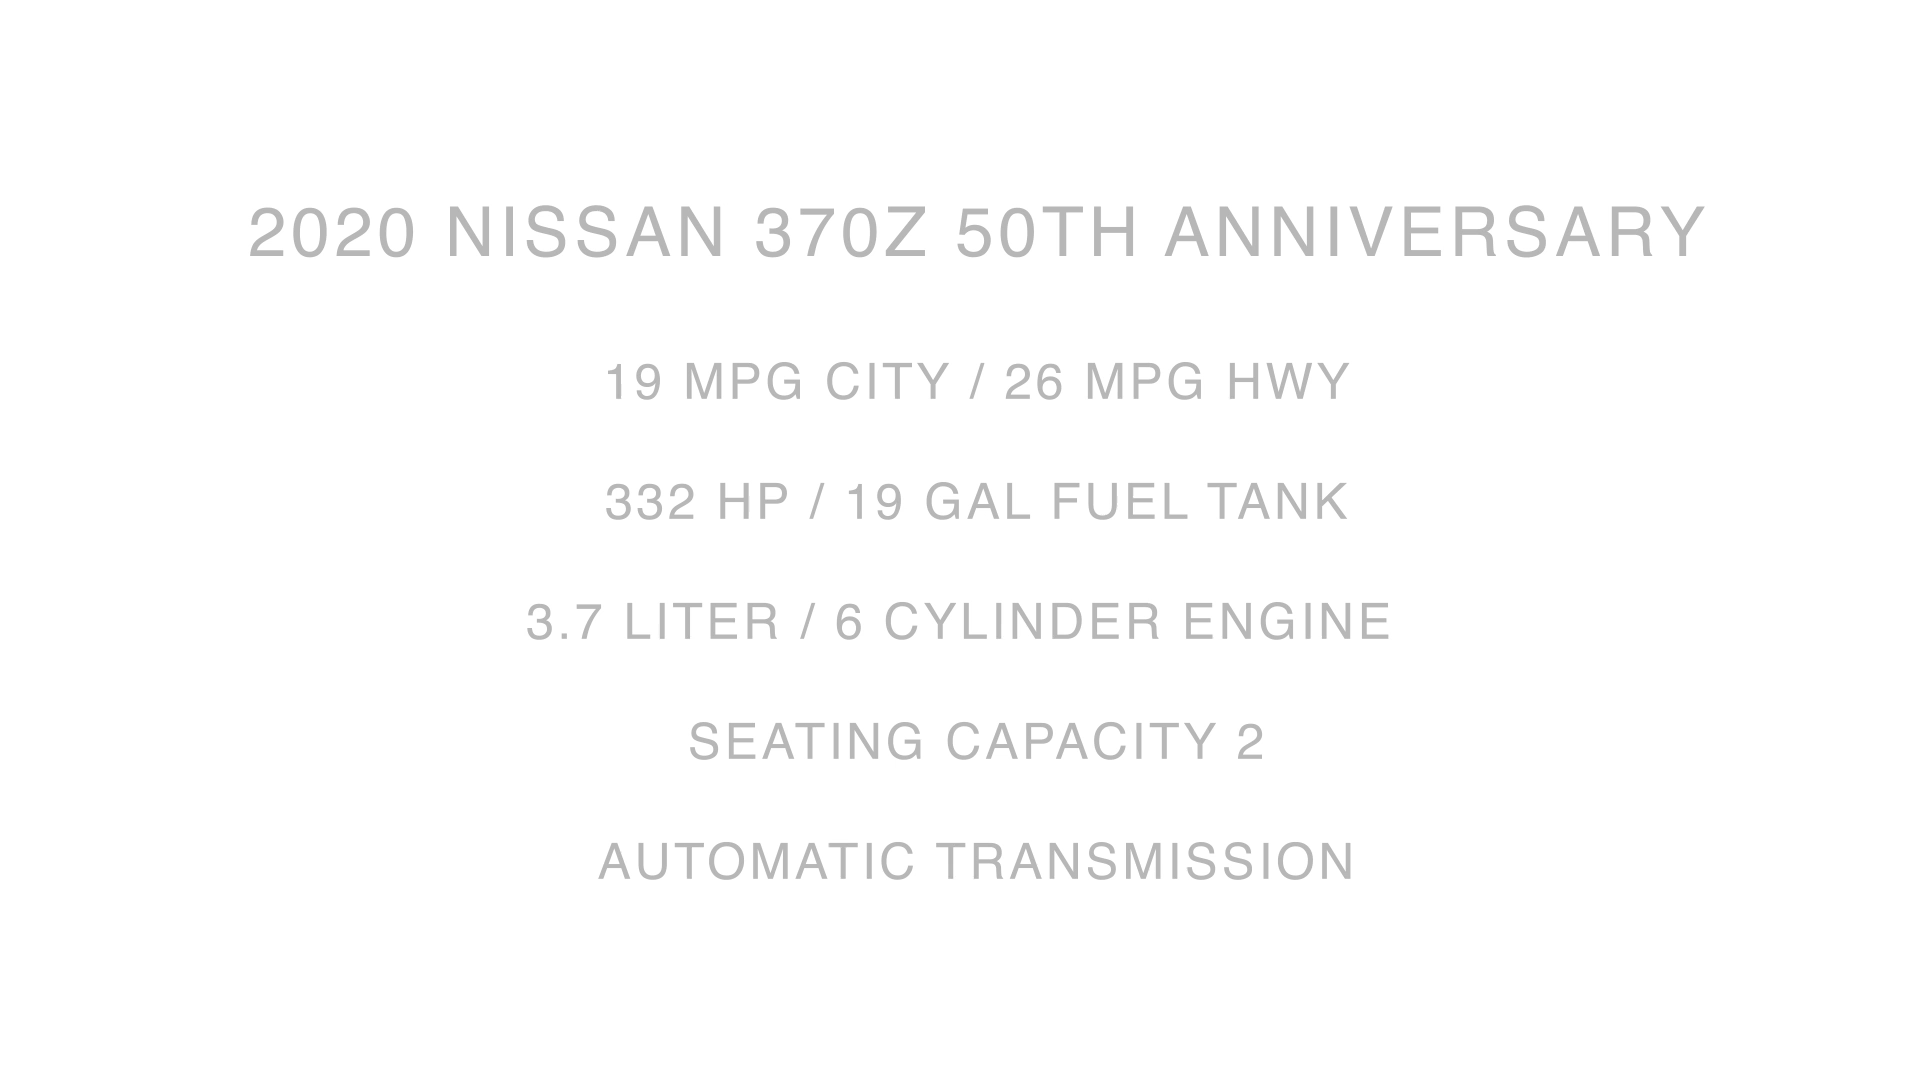 2020 NISSAN 370Z 50TH ANNIVERSARY
19 MPG CITY / 26 MPG HWY
332 HP / 19 GAL FUEL TANK
3.7 LITER / 6 CYLINDER ENGINE
SEATING CAPACITY 2
AUTOMATIC TRANSMISSION